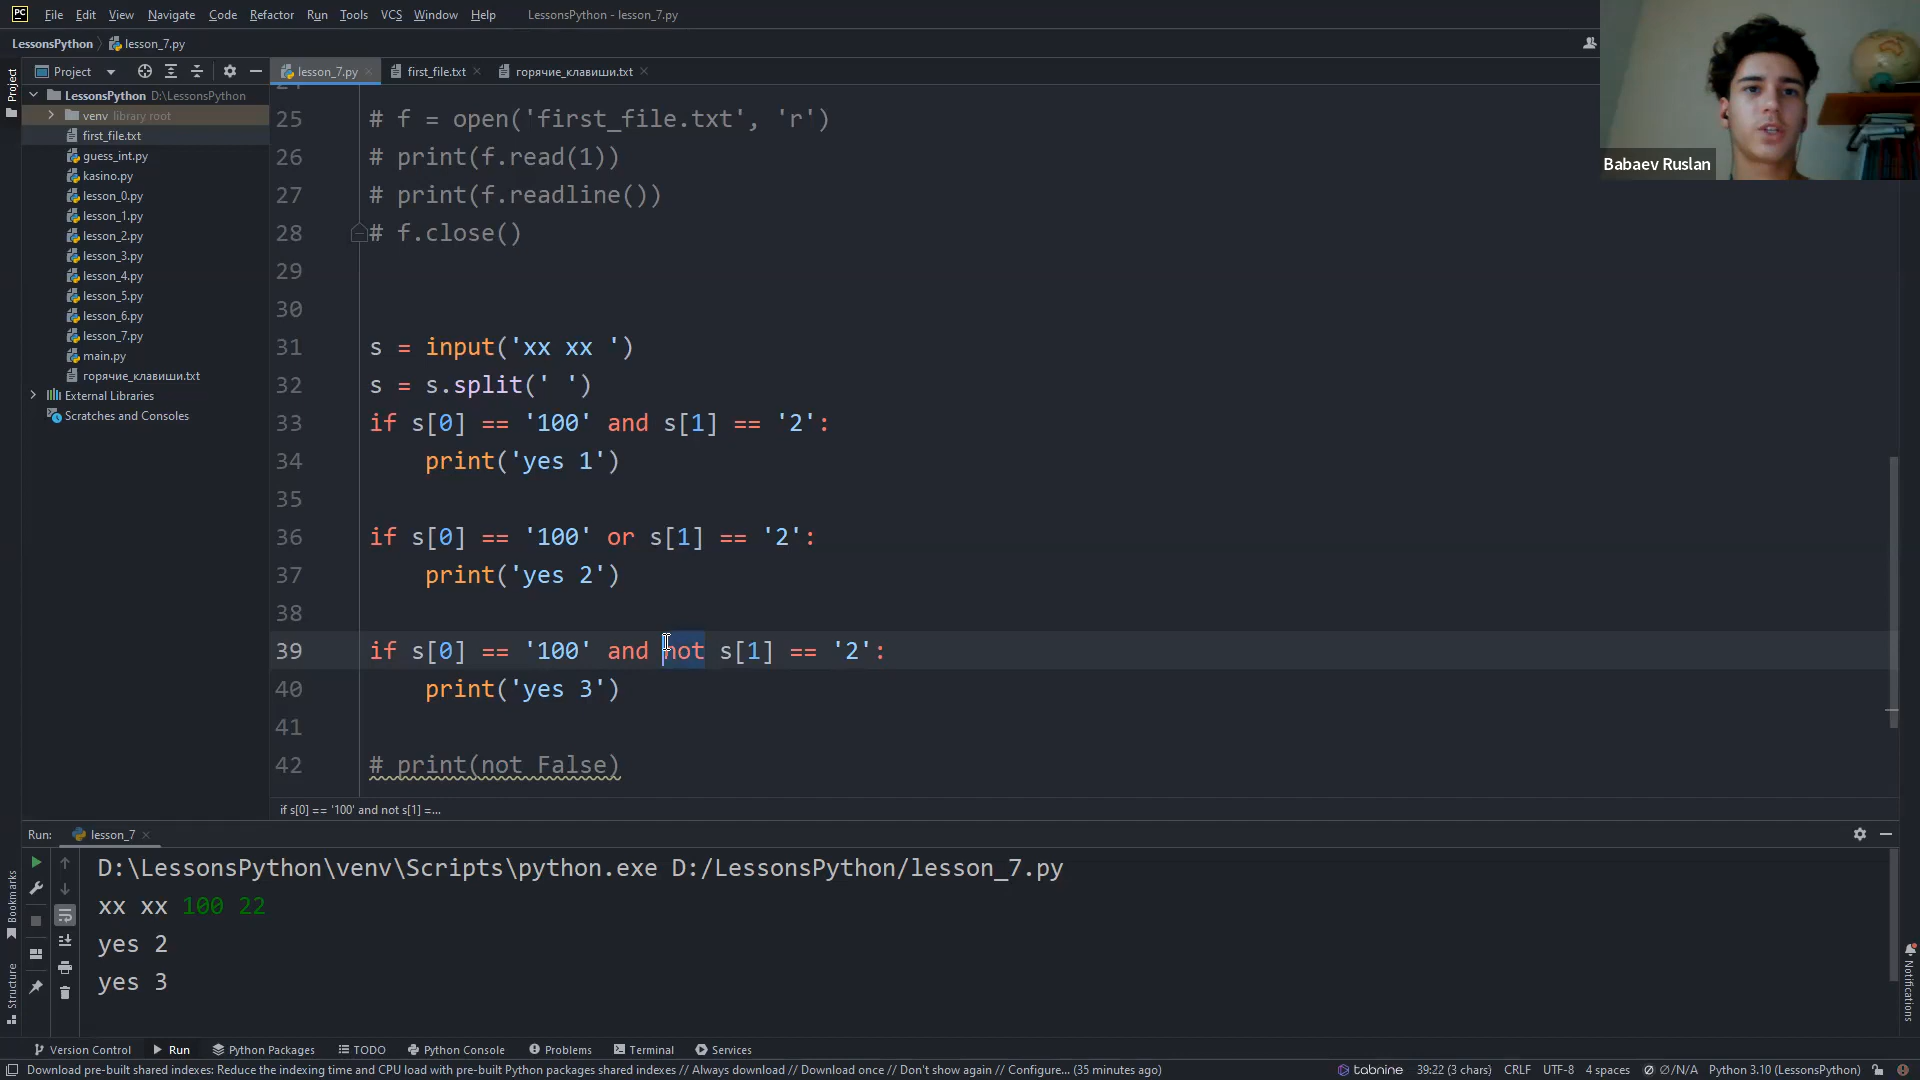 File Edit View Navigate Code Refactor Run Tools VCS Window Help LessonsPython - lesson_7.py
LessonsPython lesson_7.py
Project
Project
lesson_7.py
first_file.txt
горячие_клавиши.txt
LessonsPython D:\LessonsPython
venv library root
first_file.txt
guess_int.py
kasino.py
lesson_0.py
lesson_1.py
lesson_2.py
lesson_3.py
lesson_4.py
lesson_5.py
lesson_6.py
lesson_7.py
main.py
горячие_клавиши.txt
External Libraries
Scratches and Consoles
Babaev Ruslan
25 # f = open('first_file.txt', 'r')
26 # print(f.read(1))
27 # print(f.readline())
28 # f.close()
29
30
31 s = input('xx xx ')
32 s = s.split(' ')
33 if s[0] == '100' and s[1] == '2':
34 print('yes 1')
35
36 if s[0] == '100' or s[1] == '2':
37 print('yes 2')
38
39 if s[0] == '100' and not s[1] == '2':
40 print('yes 3')
41
42 # print(not False)
if s[0] == '100' and not s[1] =...
Run: lesson_7
D:\LessonsPython\venv\Scripts\python.exe D:/LessonsPython/lesson_7.py
xx xx 100 22
yes 2
yes 3
Bookmarks
Structure
Notifications
Version Control Run Python Packages TODO Python Console Problems Terminal Services
Download pre-built shared indexes: Reduce the indexing time and CPU load with pre-built Python packages shared indexes // Always download // Download once // Don't show again // Configure... (35 minutes ago) tabnine 39:22 (3 chars) CRLF UTF-8 4 spaces ∅/N/A Python 3.10 (LessonsPython)